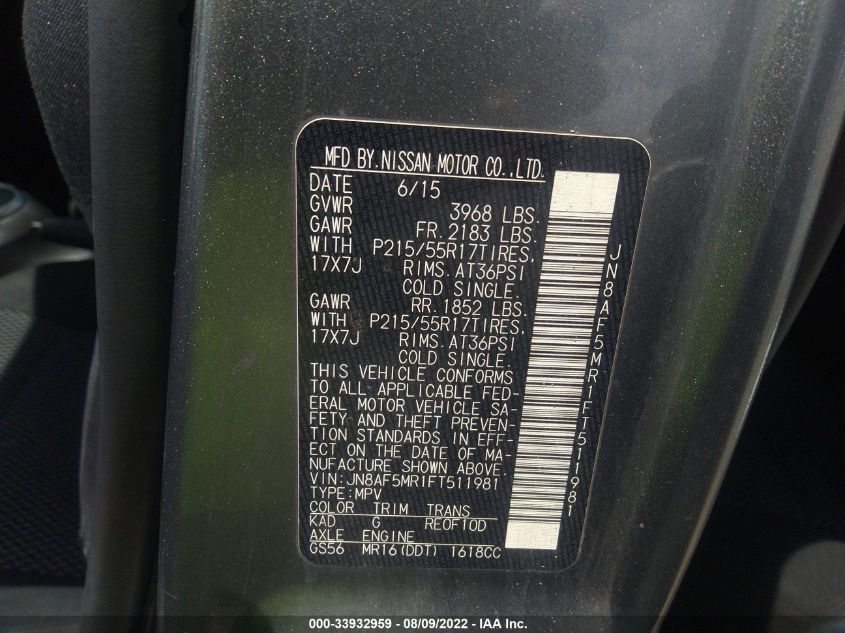 MFD BY.NISSAN MOTOR CO.,LTD.
DATE 6/15
GVWR 3968 LBS.
GAWR FR.2183 LBS.
WITH P215/55R17TIRES,
17X7J RIMS.AT36PSI
COLD SINGLE.
GAWR RR.1852 LBS.
WITH P215/55R17TIRES,
17X7J RIMS.AT36PSI
COLD SINGLE.
THIS VEHICLE CONFORMS
TO ALL APPLICABLE FED-
ERAL MOTOR VEHICLE SA-
FETY AND THEFT PREVEN-
TION STANDARDS IN EFF-
ECT ON THE DATE OF MA-
NUFACTURE SHOWN ABOVE.
VIN:JN8AF5MR1FT511981
TYPE:MPV
COLOR TRIM TRANS
KAD G RE0F10D
AXLE ENGINE
GS56 MR16(DDT) 1618CC
JN8AF5MR1FT511981
000-33932959 - 08/09/2022 - IAA Inc.